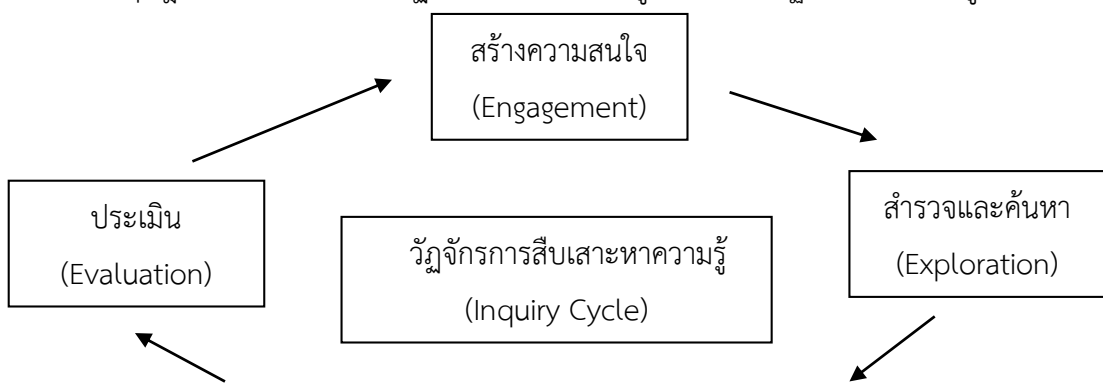 สร้างความสนใจ
(Engagement)
ประเมิน
(Evaluation)
วัฏจักรการสืบเสาะหาความรู้
(Inquiry Cycle)
สำรวจและค้นหา
(Exploration)